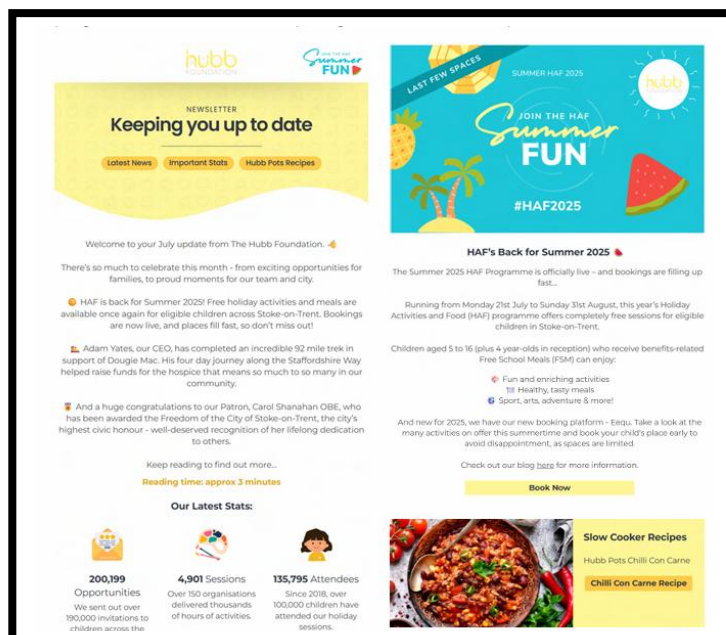 hubb
FOUNDATION
JOIN THE HAF
Summer
FUN
NEWSLETTER
Keeping you up to date
Latest News
Important Stats
Hubb Pots Recipes
Welcome to your July update from The Hubb Foundation.
There's so much to celebrate this month - from exciting opportunities for
families, to proud moments for our team and city.
HAF is back for Summer 2025! Free holiday activities and meals are
available once again for eligible children across Stoke-on-Trent. Bookings
are now live, and places fill fast, so don't miss out!
Adam Yates, our CEO, has completed an incredible 92 mile trek in
support of Dougie Mac. His four day journey along the Staffordshire Way
helped raise funds for the hospice that means so much to so many in our
community.
And a huge congratulations to our Patron, Carol Shanahan OBE, who
has been awarded the Freedom of the City of Stoke-on-Trent, the city's
highest civic honour - well-deserved recognition of her lifelong dedication
to others.
Keep reading to find out more...
Reading time: approx 3 minutes
Our Latest Stats:
200,199
Opportunities
We sent out over
190,000 invitations to
children across the
4,901 Sessions
Over 150 organisations
delivered thousands
of hours of activities.
135,795 Attendees
Since 2018, over
100,000 children have
attended our holiday
sessions.
LAST FEW SPACES
SUMMER HAF 2025
hubb
FOUNDATION
JOIN THE HAF
Summer
FUN
#HAF2025
HAF's Back for Summer 2025
The Summer 2025 HAF Programme is officially live – and bookings are filling up
fast...
Running from Monday 21st July to Sunday 31st August, this year's Holiday
Activities and Food (HAF) programme offers completely free sessions for eligible
children in Stoke-on-Trent.
Children aged 5 to 16 (plus 4 year-olds in reception) who receive benefits-related
Free School Meals (FSM) can enjoy:
Fun and enriching activities
Healthy, tasty meals
Sport, arts, adventure & more!
And new for 2025, we have our new booking platform - Eequ. Take a look at the
many activities on offer this summertime and book your child's place early to
avoid disappointment, as spaces are limited.
Check out our blog here for more information.
Book Now
Slow Cooker Recipes
Hubb Pots Chilli Con Carne
Chilli Con Carne Recipe